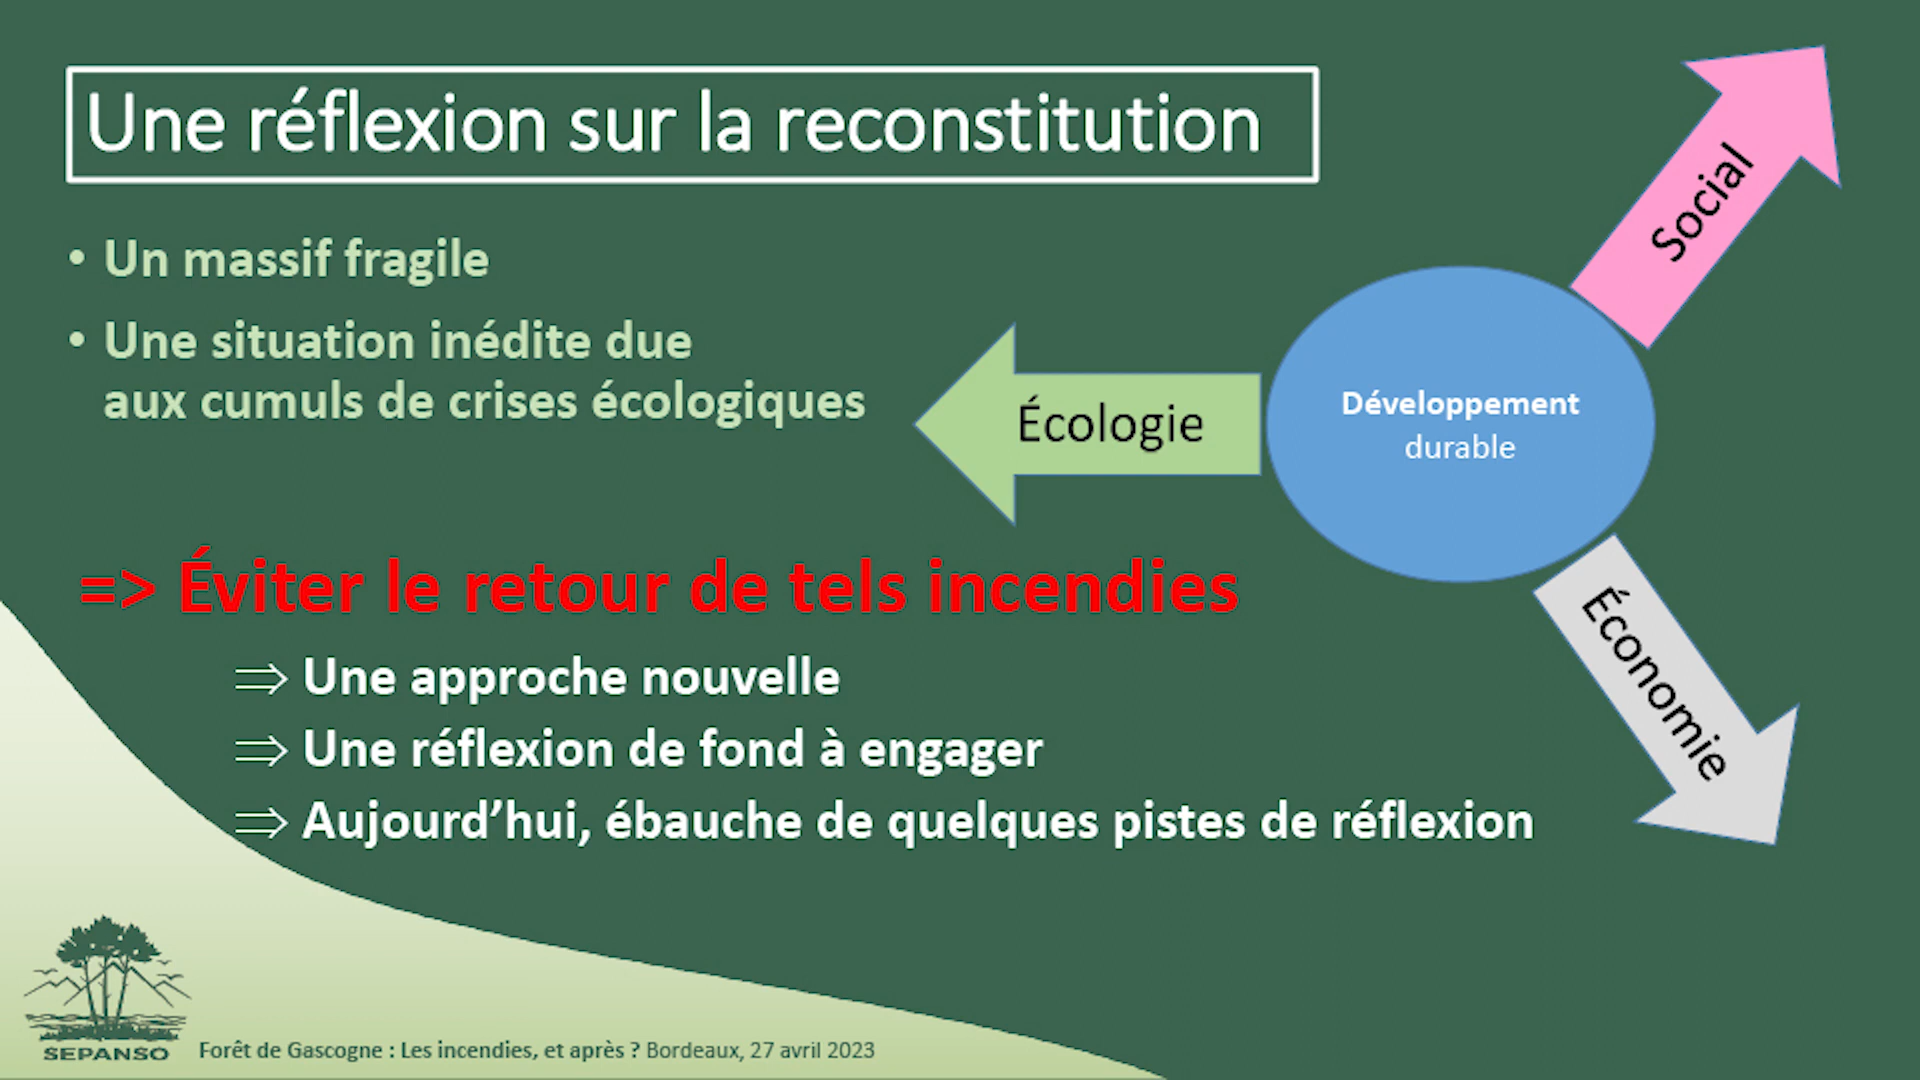 Une réflexion sur la reconstitution
• Un massif fragile
• Une situation inédite due
aux cumuls de crises écologiques
Social
Écologie
Développement
durable
Économie
=> Éviter le retour de tels incendies
⇒ Une approche nouvelle
⇒ Une réflexion de fond à engager
⇒ Aujourd’hui, ébauche de quelques pistes de réflexion
SEPANSO
Forêt de Gascogne : Les incendies, et après ? Bordeaux, 27 avril 2023